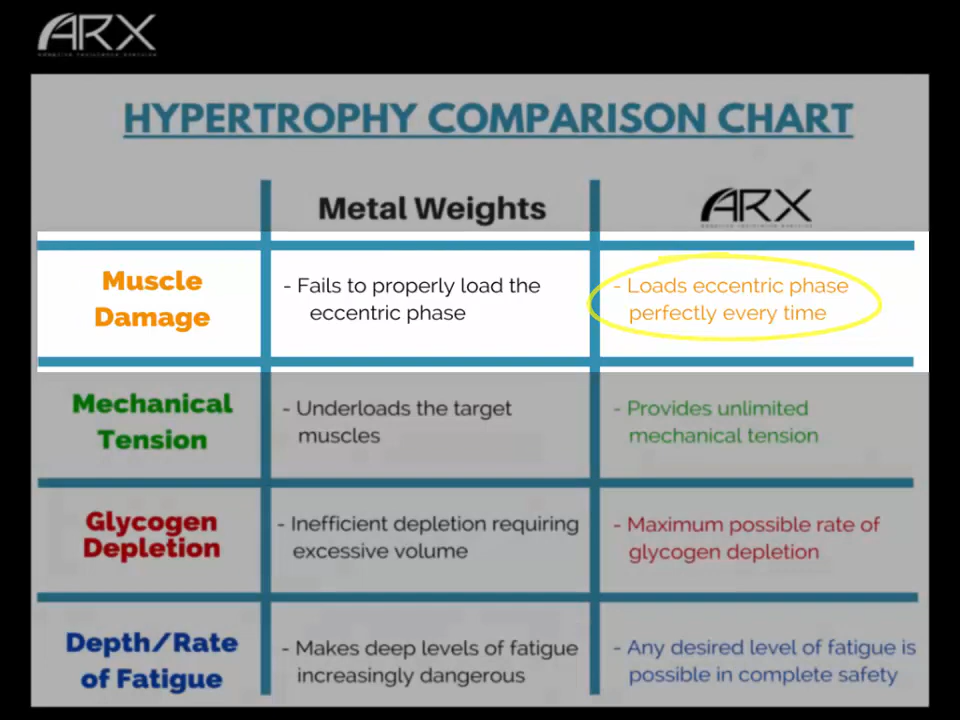 ARX
HYPERTROPHY COMPARISON CHART
Metal Weights
ARX
Muscle
Damage
- Fails to properly load the
eccentric phase
- Loads eccentric phase
perfectly every time
Mechanical
Tension
- Underloads the target
muscles
- Provides unlimited
mechanical tension
Glycogen
Depletion
- Inefficient depletion requiring
excessive volume
- Maximum possible rate of
glycogen depletion
Depth/Rate
of Fatigue
- Makes deep levels of fatigue
increasingly dangerous
- Any desired level of fatigue is
possible in complete safety